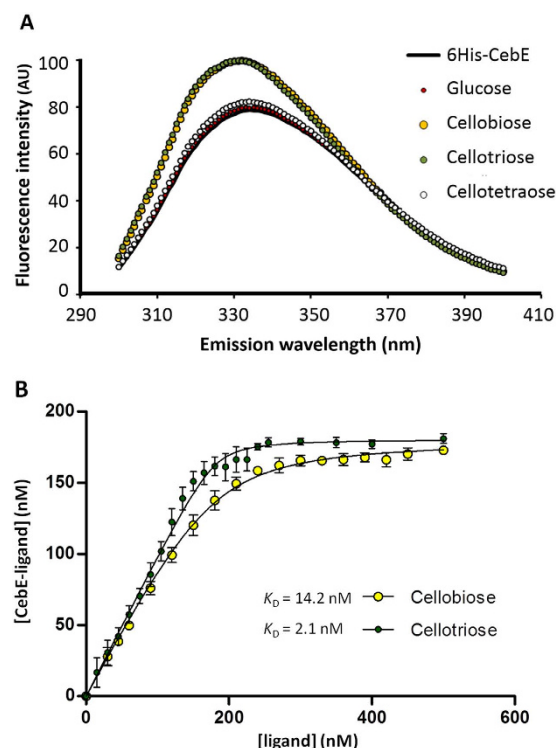 A
Fluorescence intensity (AU)
100
80
60
40
20
0
290
310
330
350
370
390
410
Emission wavelength (nm)
6His-CebE
Glucose
Cellobiose
Cellotriose
Cellotetraose
B
[CebE-ligand] (nM)
200
150
100
50
0
0
200
400
600
[ligand] (nM)
K_D = 14.2 nM Cellobiose
K_D = 2.1 nM Cellotriose